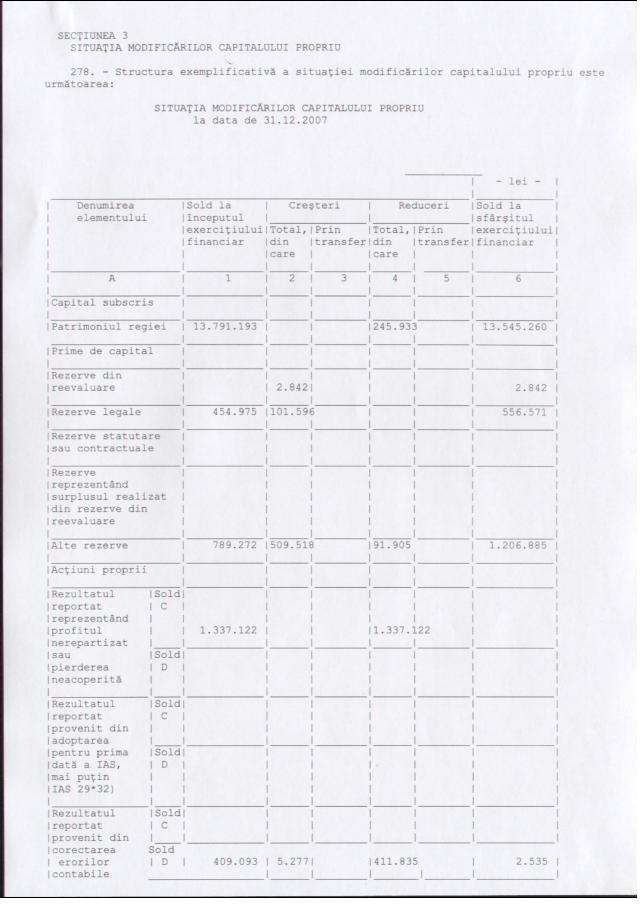 SECŢIUNEA 3
SITUAŢIA MODIFICĂRILOR CAPITALULUI PROPRIU
278. - Structura exemplificativă a situaţiei modificărilor capitalului propriu este
următoarea:
SITUAŢIA MODIFICĂRILOR CAPITALULUI PROPRIU
la data de 31.12.2007
- lei -
Denumirea Sold la Creşteri Reduceri Sold la
elementului începutul sfârşitul
exerciţiului Total, Prin Total, Prin exerciţiului
financiar din transfer din transfer financiar
care care
A 1 2 3 4 5 6
Capital subscris
Patrimoniul regiei 13.791.193 245.933 13.545.260
Prime de capital
Rezerve din
reevaluare 2.842 2.842
Rezerve legale 454.975 101.596 556.571
Rezerve statutare
sau contractuale
Rezerve
reprezentând
surplusul realizat
din rezerve din
reevaluare
Alte rezerve 789.272 509.518 91.905 1.206.885
Acţiuni proprii
Rezultatul Sold
reportat C
reprezentând
profitul 1.337.122 1.337.122
nerepartizat
sau Sold
pierderea D
neacoperită
Rezultatul Sold
reportat C
provenit din
adoptarea
pentru prima Sold
dată a IAS, D
mai puţin
IAS 29*32)
Rezultatul Sold
reportat C
provenit din
corectarea Sold
erorilor D 409.093 5.277 411.835 2.535
contabile